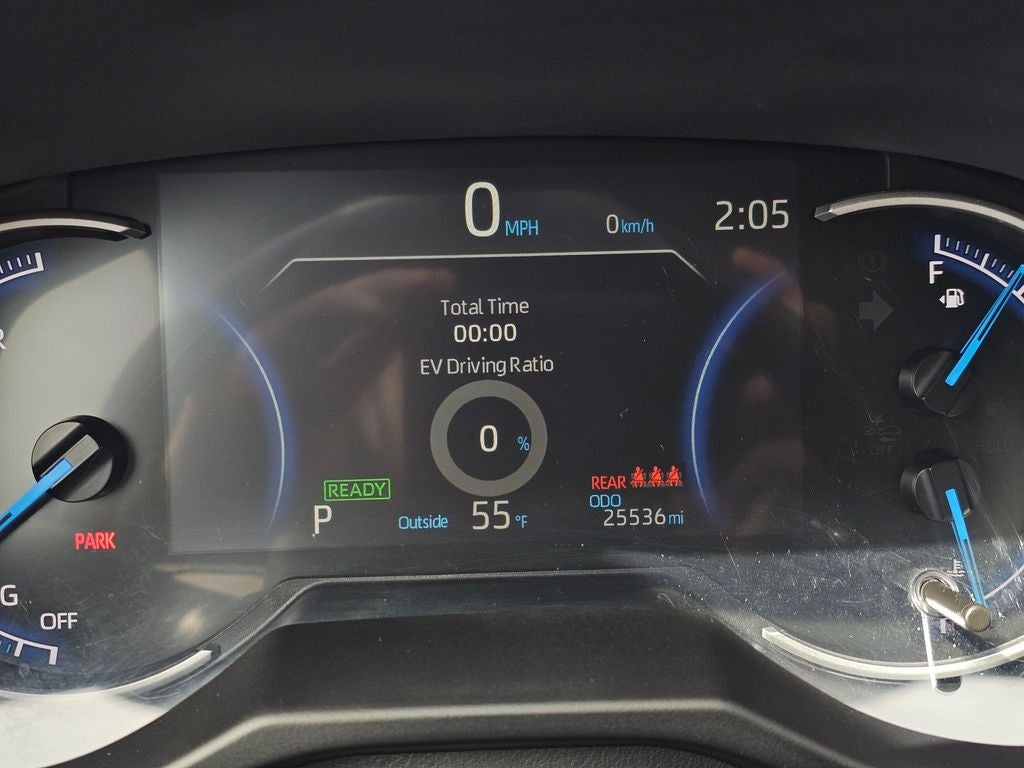 0 MPH
0 km/h
2:05
F
Total Time
00:00
EV Driving Ratio
0 %
READY
P
Outside 55 °F
REAR
ODO
25536 mi
PARK
G
OFF